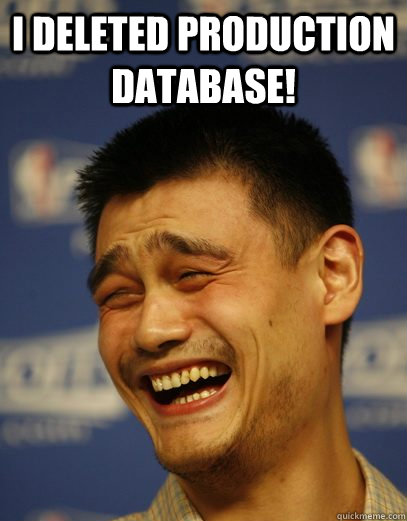 I DELETED PRODUCTION
DATABASE!
quickmeme.com